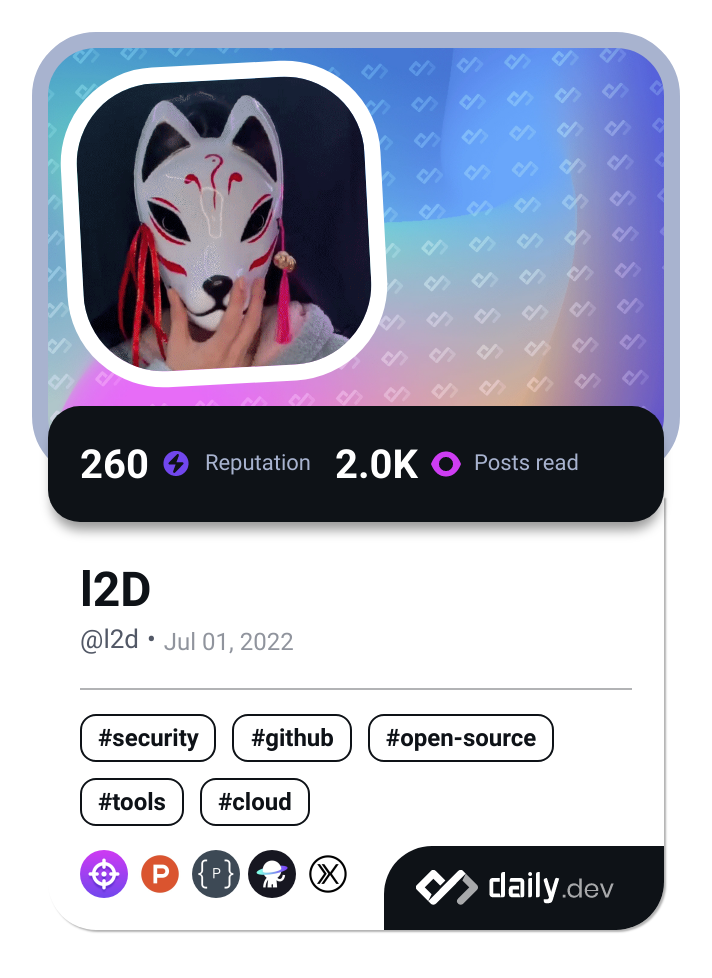 260 Reputation 2.0K Posts read
l2D
@l2d • Jul 01, 2022
#security #github #open-source
#tools #cloud
P {P} daily.dev